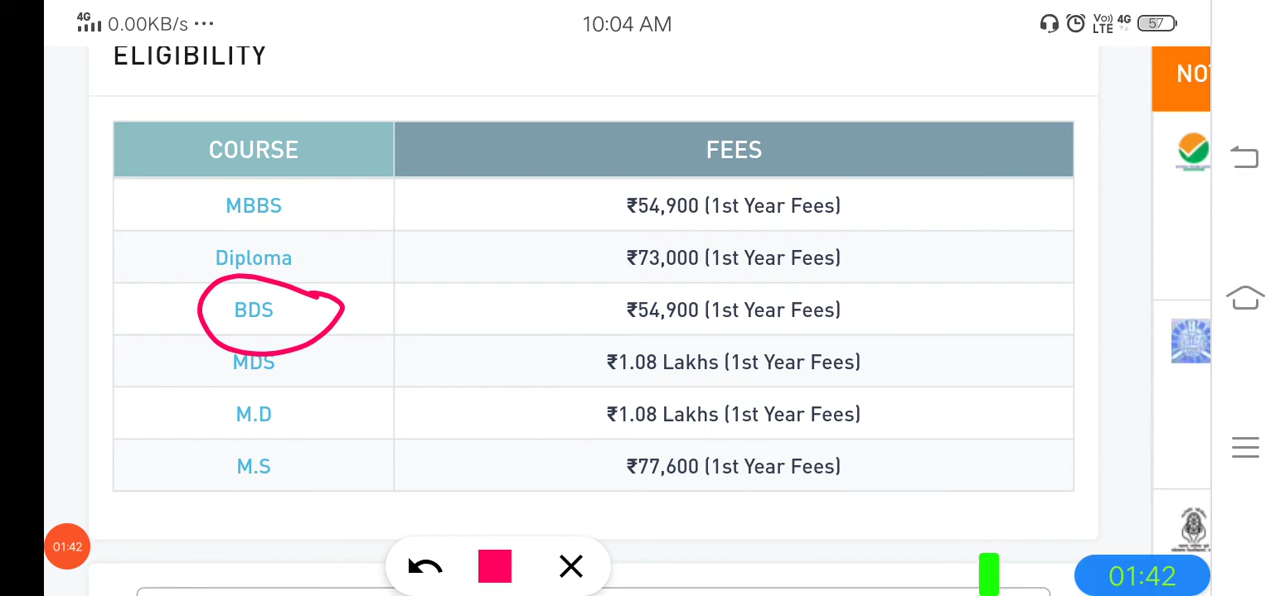 4G 0.00KB/s ··· 10:04 AM Vo) LTE 4G 57
ELIGIBILITY
COURSE FEES
MBBS ₹54,900 (1st Year Fees)
Diploma ₹73,000 (1st Year Fees)
BDS ₹54,900 (1st Year Fees)
MDS ₹1.08 Lakhs (1st Year Fees)
M.D ₹1.08 Lakhs (1st Year Fees)
M.S ₹77,600 (1st Year Fees)
01:42
01:42